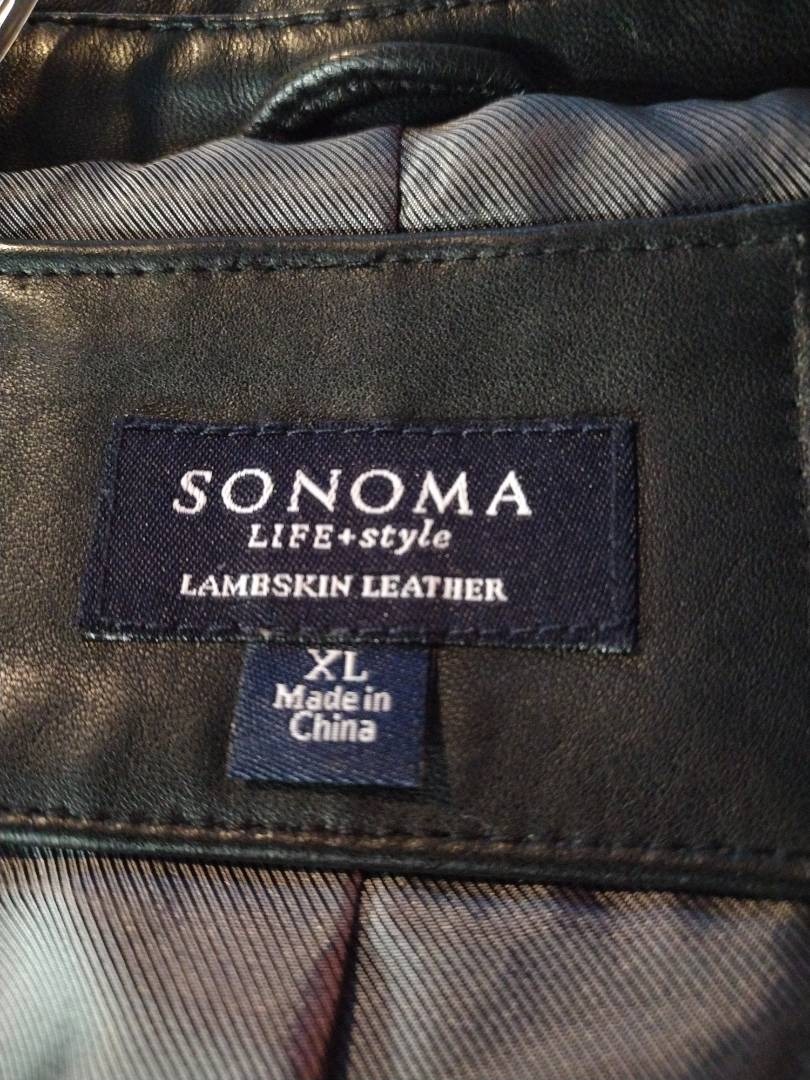 SONOMA
LIFE+style
LAMBSKIN LEATHER
XL
Made in
China